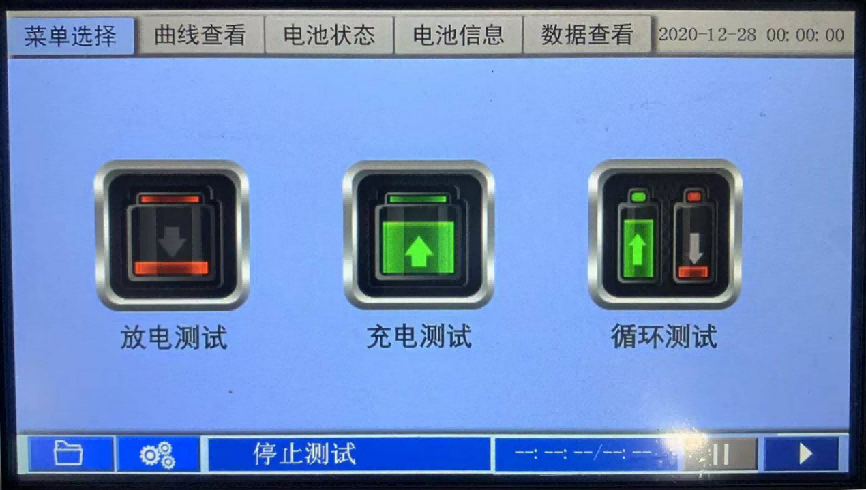 菜单选择 曲线查看 电池状态 电池信息 数据查看 2020-12-28 00:00:00
放电测试 充电测试 循环测试
停止测试 --:--:--/--:--